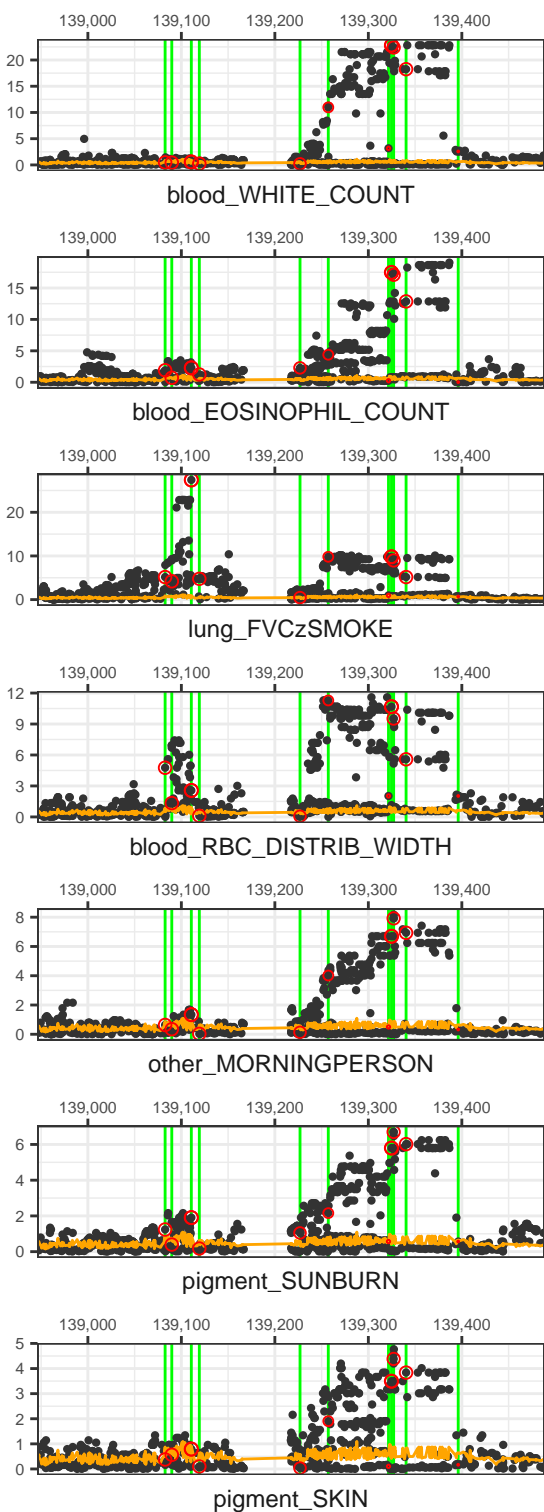 139,000 139,100 139,200 139,300 139,400
20
15
10
5
0
blood_WHITE_COUNT
139,000 139,100 139,200 139,300 139,400
15
10
5
0
blood_EOSINOPHIL_COUNT
139,000 139,100 139,200 139,300 139,400
20
10
0
lung_FVCzSMOKE
139,000 139,100 139,200 139,300 139,400
12
9
6
3
0
blood_RBC_DISTRIB_WIDTH
139,000 139,100 139,200 139,300 139,400
8
6
4
2
0
other_MORNINGPERSON
139,000 139,100 139,200 139,300 139,400
6
4
2
0
pigment_SUNBURN
139,000 139,100 139,200 139,300 139,400
5
4
3
2
1
0
pigment_SKIN